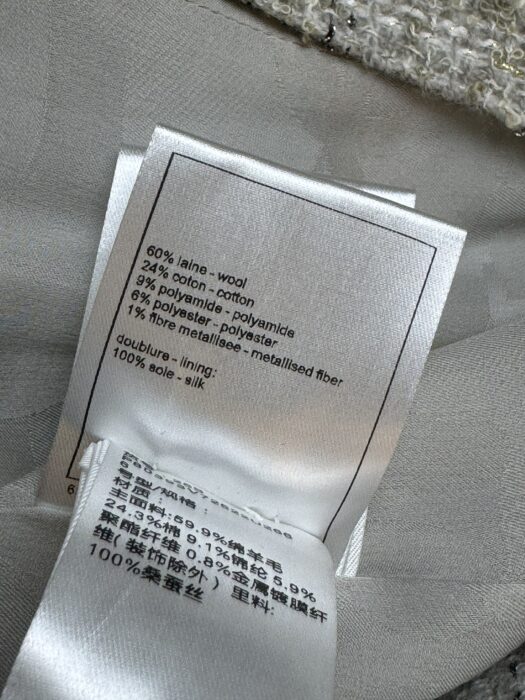 60% laine - wool
24% coton - cotton
9% polyamide - polyamide
6% polyester - polyester
1% fibre metallisee - metallised fiber
doublure - lining:
100% soie - silk
6
号型/规格:
材质:
主面料:59.9%绵羊毛
24.3%棉 9.1%锦纶 5.9%
聚酯纤维 0.8%金属镀膜纤
维(装饰除外) 里料:
100%桑蚕丝